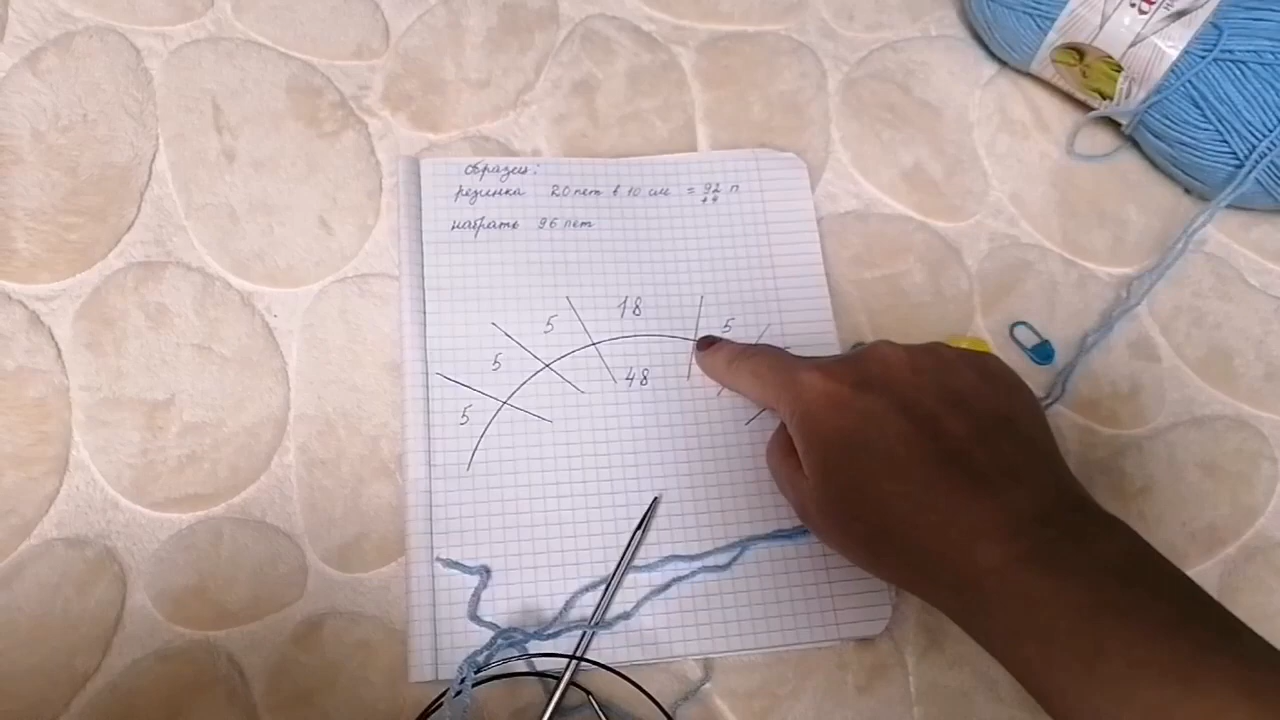 образец:
резинка 20 пет в 10 см = 92 п
+4
набрать 96 пет
18
5 5
5
48
5